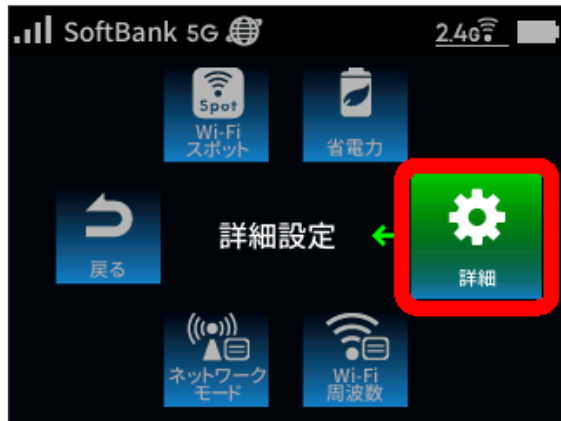 SoftBank 5G
2.4G
Spot
Wi-Fi
スポット
省電力
戻る
詳細設定
詳細
ネットワーク
モード
Wi-Fi
周波数